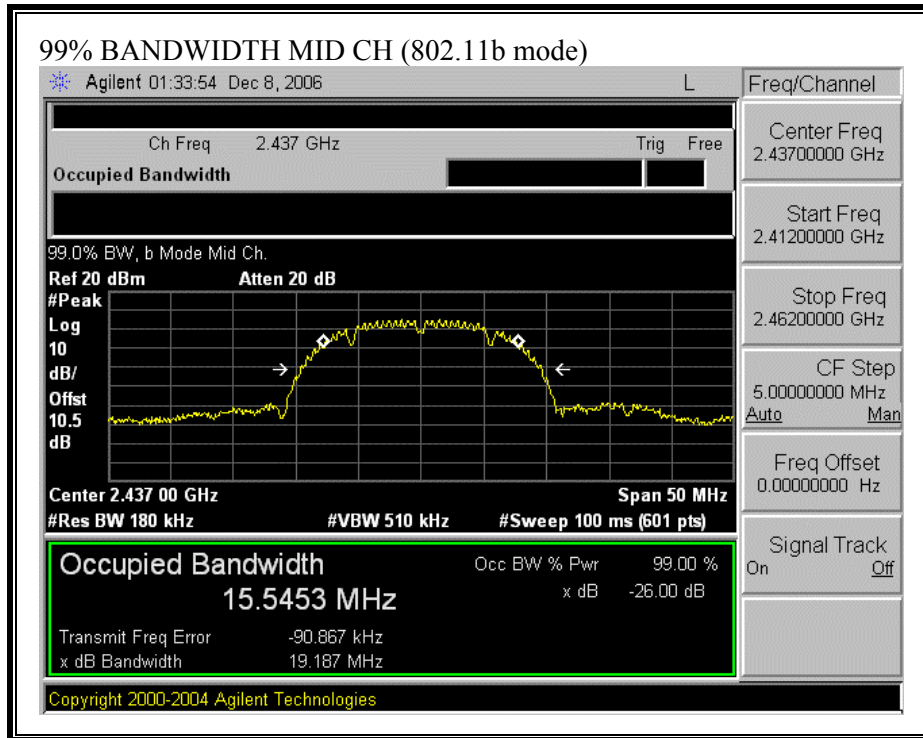 99% BANDWIDTH MID CH (802.11b mode)
Agilent 01:33:54 Dec 8, 2006 L
Freq/Channel
Ch Freq 2.437 GHz Trig Free
Occupied Bandwidth
Center Freq
2.43700000 GHz
Start Freq
2.41200000 GHz
99.0% BW, b Mode Mid Ch.
Ref 20 dBm Atten 20 dB
#Peak
Log
10
dB/
Offst
10.5
dB
Stop Freq
2.46200000 GHz
CF Step
5.00000000 MHz
Auto Man
Freq Offset
0.00000000 Hz
Center 2.437 00 GHz Span 50 MHz
#Res BW 180 kHz #VBW 510 kHz #Sweep 100 ms (601 pts)
Signal Track
On Off
Occupied Bandwidth
15.5453 MHz
Occ BW % Pwr 99.00 %
x dB -26.00 dB
Transmit Freq Error -90.867 kHz
x dB Bandwidth 19.187 MHz
Copyright 2000-2004 Agilent Technologies